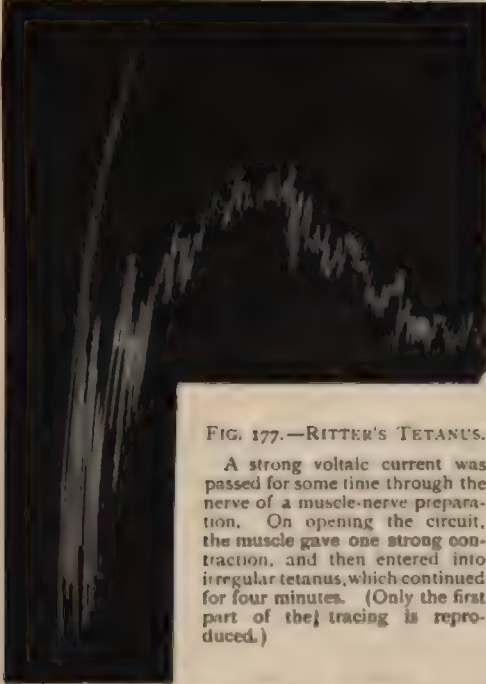 FIG. 177.—RITTER'S TETANUS.
A strong voltaic current was
passed for some time through the
nerve of a muscle-nerve prepara-
tion. On opening the circuit,
the muscle gave one strong con-
traction, and then entered into
irregular tetanus, which continued
for four minutes. (Only the first
part of the tracing is repro-
duced.)